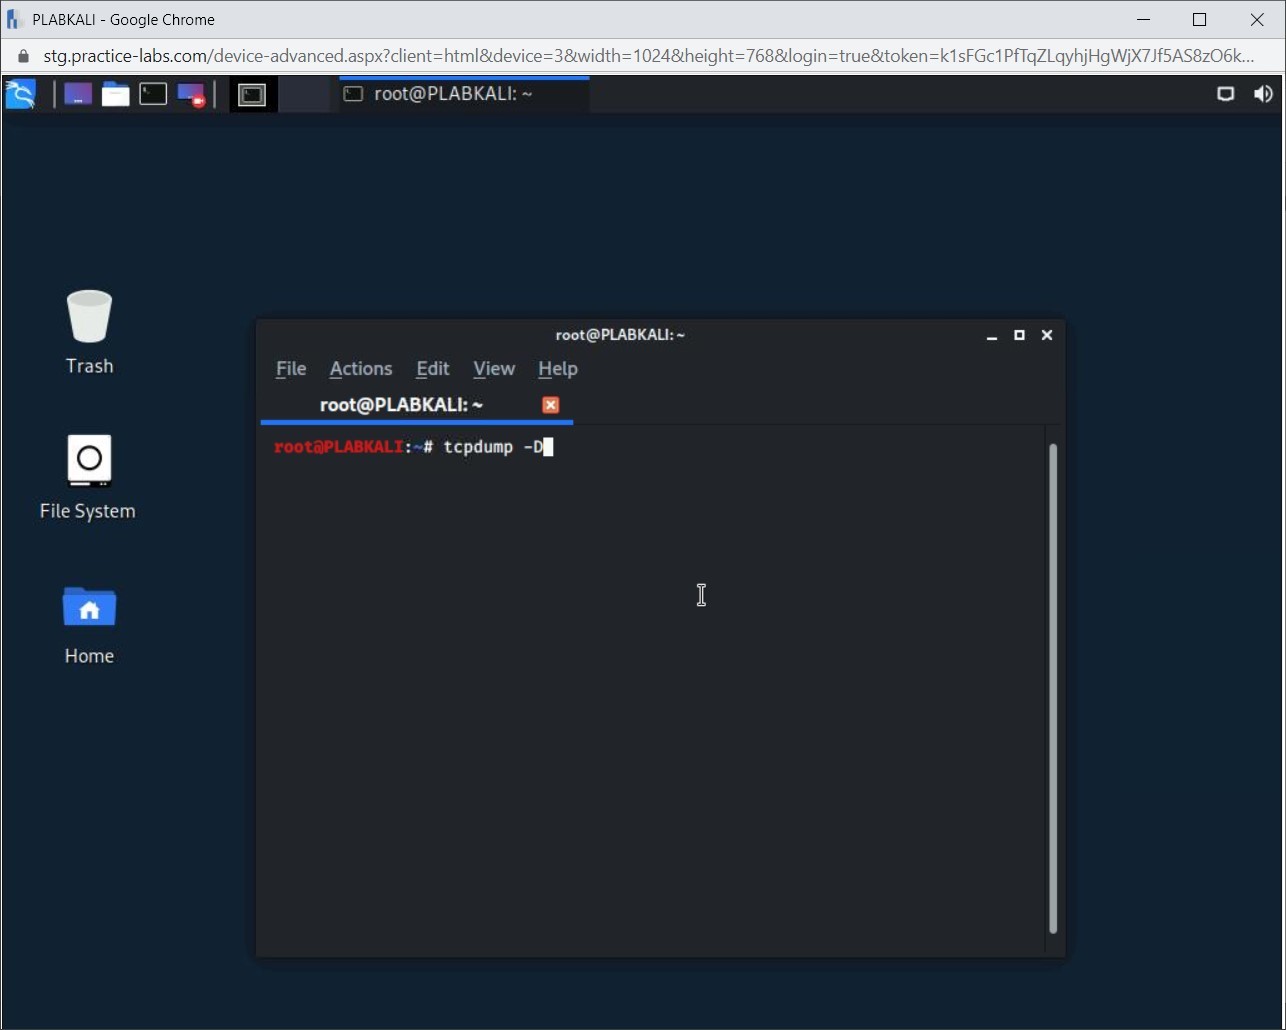 PLABKALI - Google Chrome
stg.practice-labs.com/device-advanced.aspx?client=html&device=3&width=1024&height=768&login=true&token=k1sFGc1PfTqZLqyhjHgWjX7Jf5AS8zO6k...
root@PLABKALI: ~
Trash
File System
Home
root@PLABKALI: ~
File Actions Edit View Help
root@PLABKALI: ~
root@PLABKALI:~# tcpdump -D